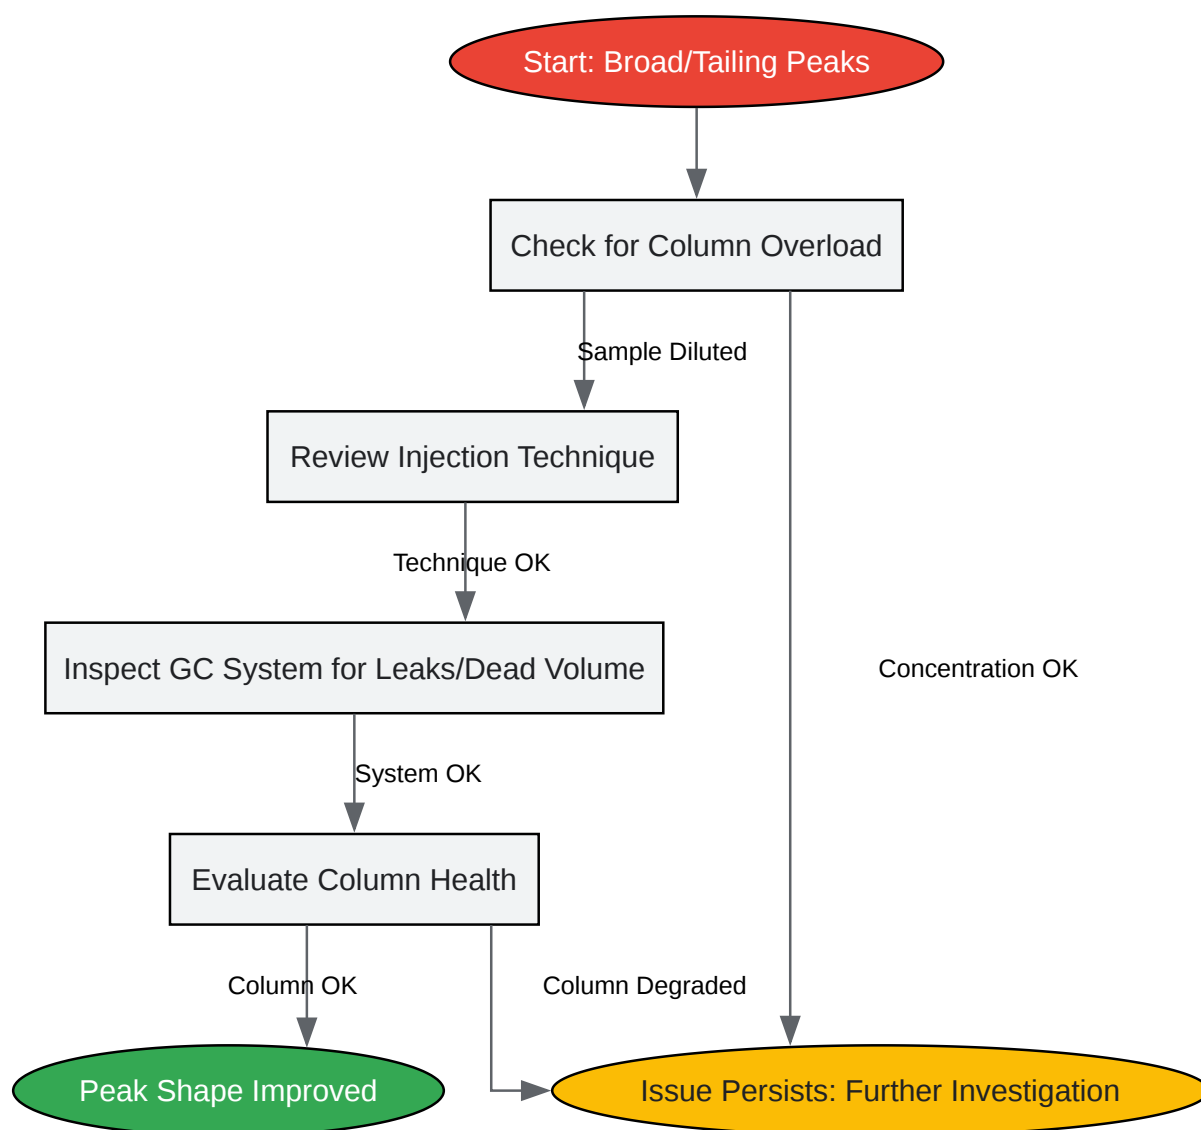 Start: Broad/Tailing Peaks
Check for Column Overload
Sample Diluted
Review Injection Technique
Technique OK
Inspect GC System for Leaks/Dead Volume
Concentration OK
System OK
Evaluate Column Health
Column OK
Column Degraded
Peak Shape Improved
Issue Persists: Further Investigation